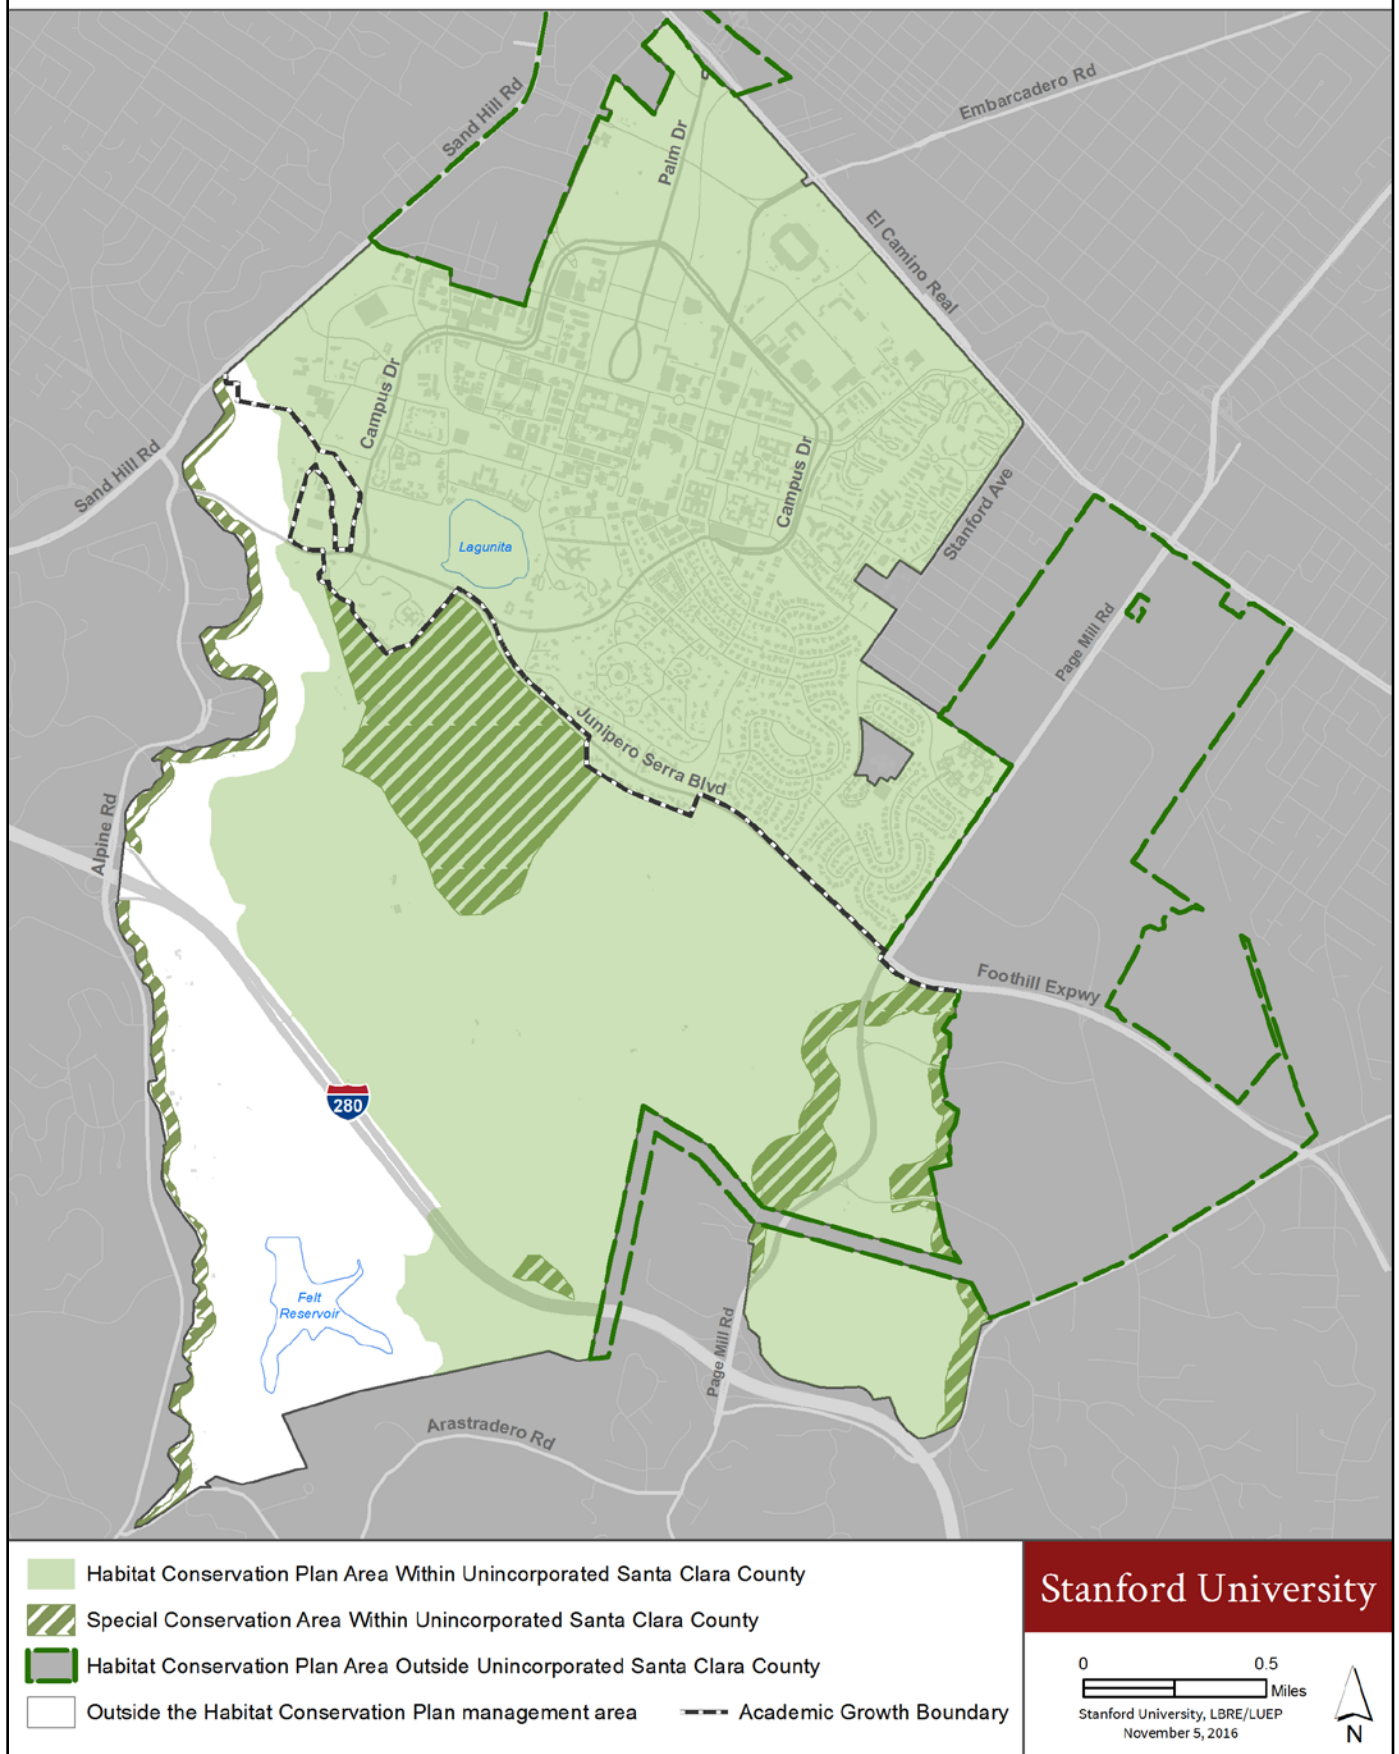 Sand Hill Rd
Palm Dr
Embarcadero Rd
El Camino Real
Campus Dr
Sand Hill Rd
Campus Dr
Stanford Ave
Lagunita
Page Mill Rd
Junipero Serra Blvd
Alpine Rd
Foothill Expwy
280
Felt
Reservoir
Page Mill Rd
Arastradero Rd
Habitat Conservation Plan Area Within Unincorporated Santa Clara County
Special Conservation Area Within Unincorporated Santa Clara County
Habitat Conservation Plan Area Outside Unincorporated Santa Clara County
Outside the Habitat Conservation Plan management area
Academic Growth Boundary
Stanford University
0 0.5
Miles
Stanford University, LBRE/LUEP
November 5, 2016
N